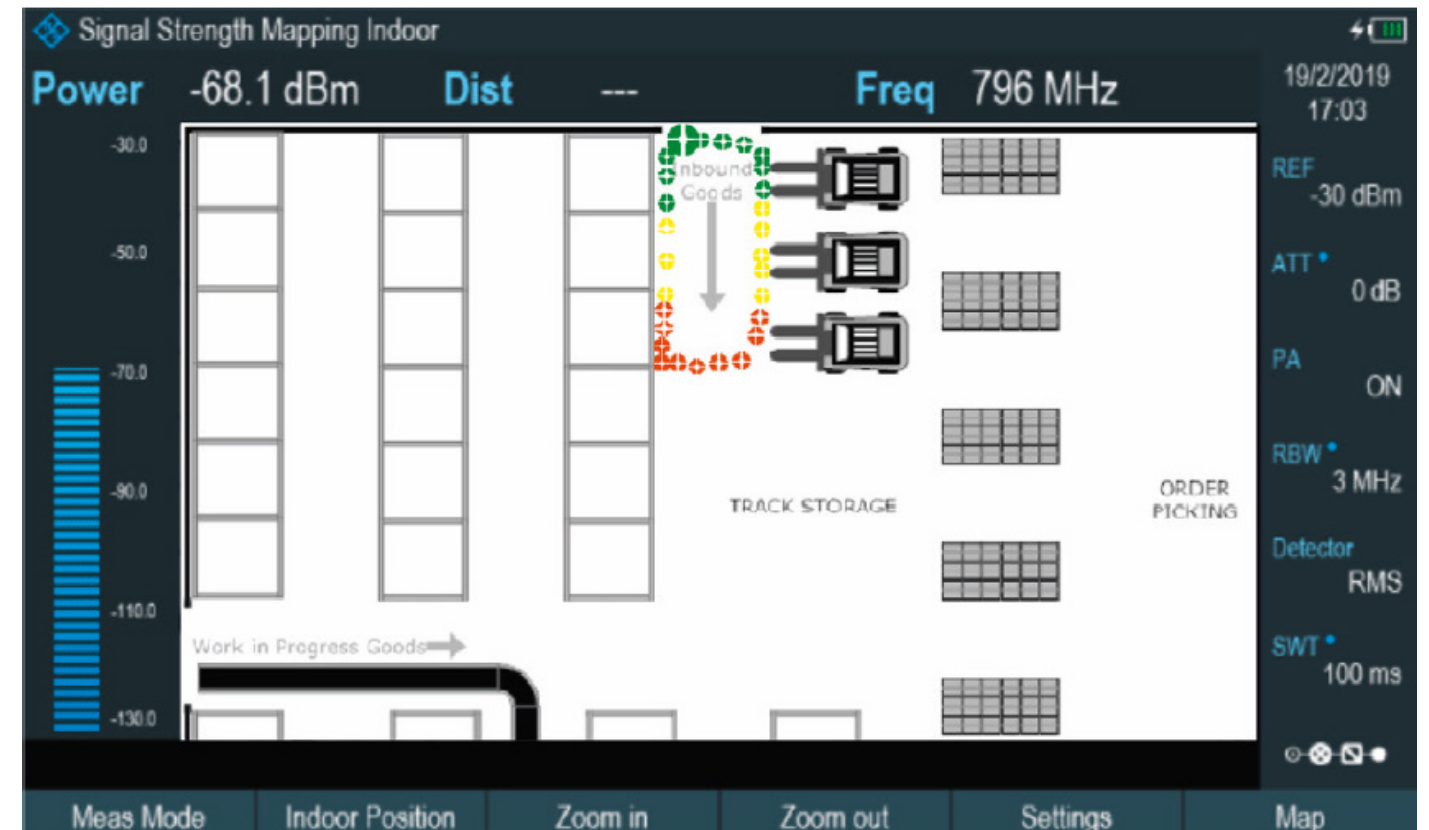 Signal Strength Mapping Indoor
Power -68.1 dBm Dist --- Freq 796 MHz
19/2/2019
17:03
-30.0
-50.0
-70.0
-90.0
-110.0
-130.0
Inbound
Goods
TRACK STORAGE
ORDER
PICKING
Work in Progress Goods
REF
-30 dBm
ATT
0 dB
PA
ON
RBW
3 MHz
Detector
RMS
SWT
100 ms
Meas Mode Indoor Position Zoom in Zoom out Settings Map